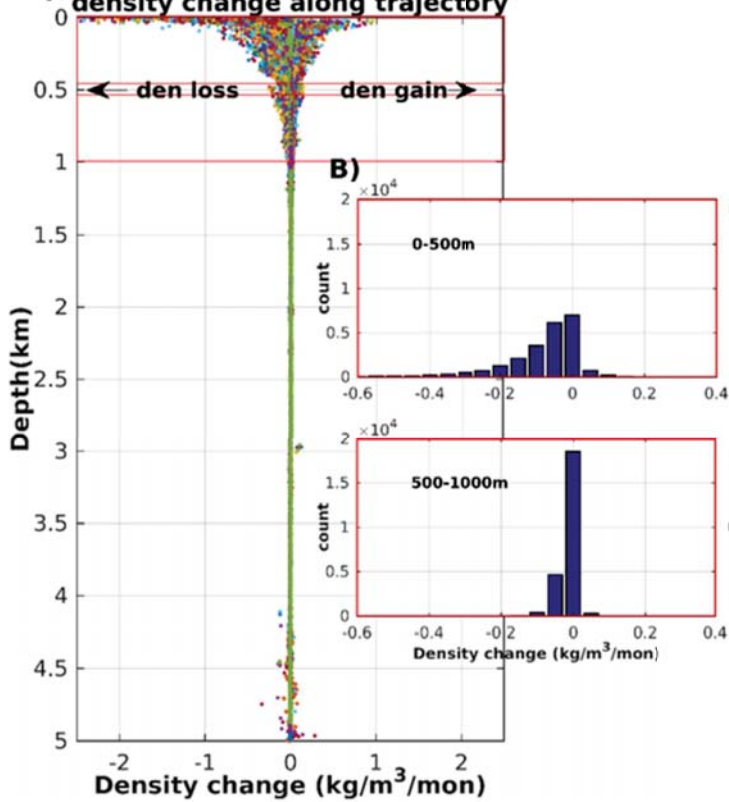 density change along trajectory
0
0.5
1
1.5
2
2.5
3
3.5
4
4.5
5
Depth(km)
den loss
den gain
-2 -1 0 1 2
Density change (kg/m³/mon)
B)
×10⁴
2
1.5
1
0.5
0
count
0-500m
-0.6 -0.4 -0.2 0 0.2 0.4
×10⁴
2
1.5
1
0.5
0
count
500-1000m
-0.6 -0.4 -0.2 0 0.2 0.4
Density change (kg/m³/mon)